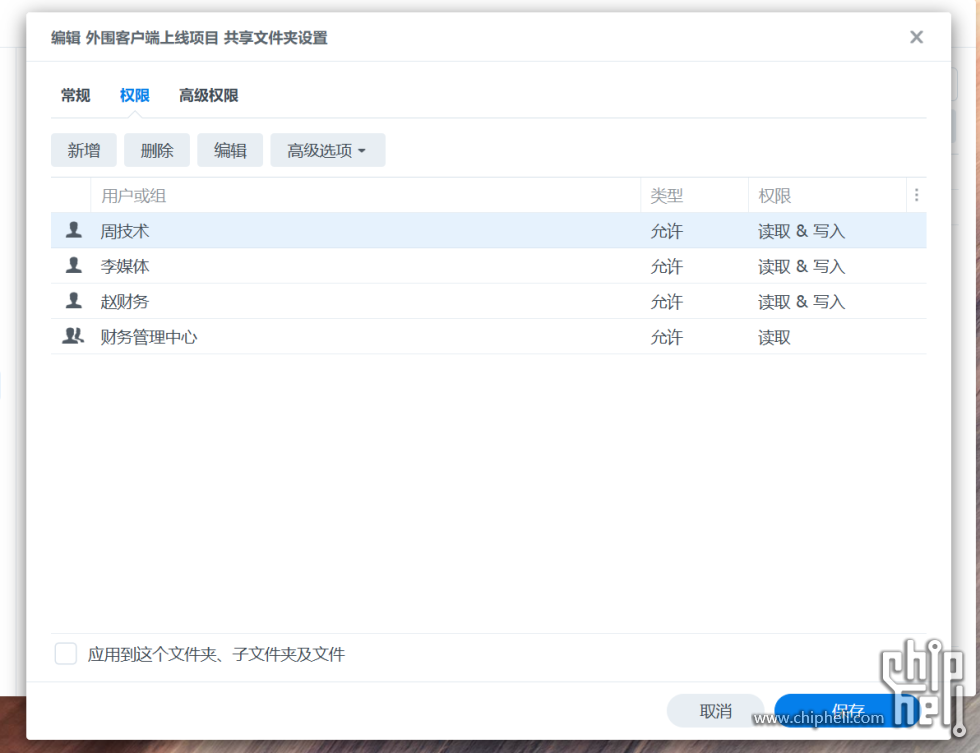 编辑 外围客户端上线项目 共享文件夹设置
常规 权限 高级权限
新增 删除 编辑 高级选项
用户或组 类型 权限
周技术 允许 读取 & 写入
李媒体 允许 读取 & 写入
赵财务 允许 读取 & 写入
财务管理中心 允许 读取
应用到这个文件夹、子文件夹及文件
取消 保存
www.chiphell.com
chip
hell